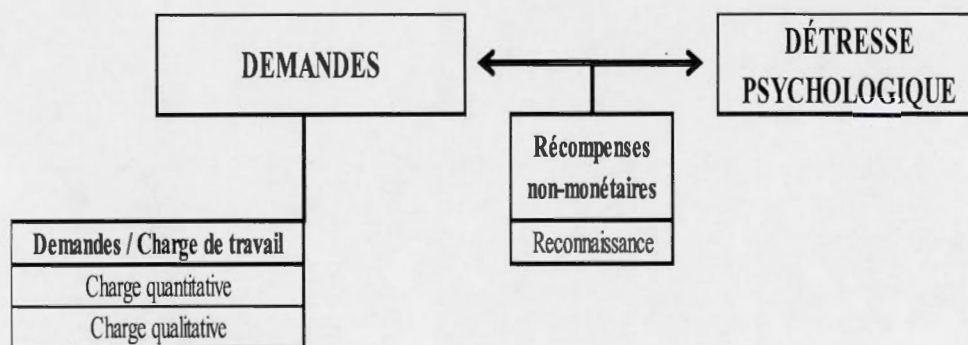 DEMANDES
DÉTRESSE
PSYCHOLOGIQUE
Récompenses
non-monétaires
Reconnaissance
Demandes / Charge de travail
Charge quantitative
Charge qualitative